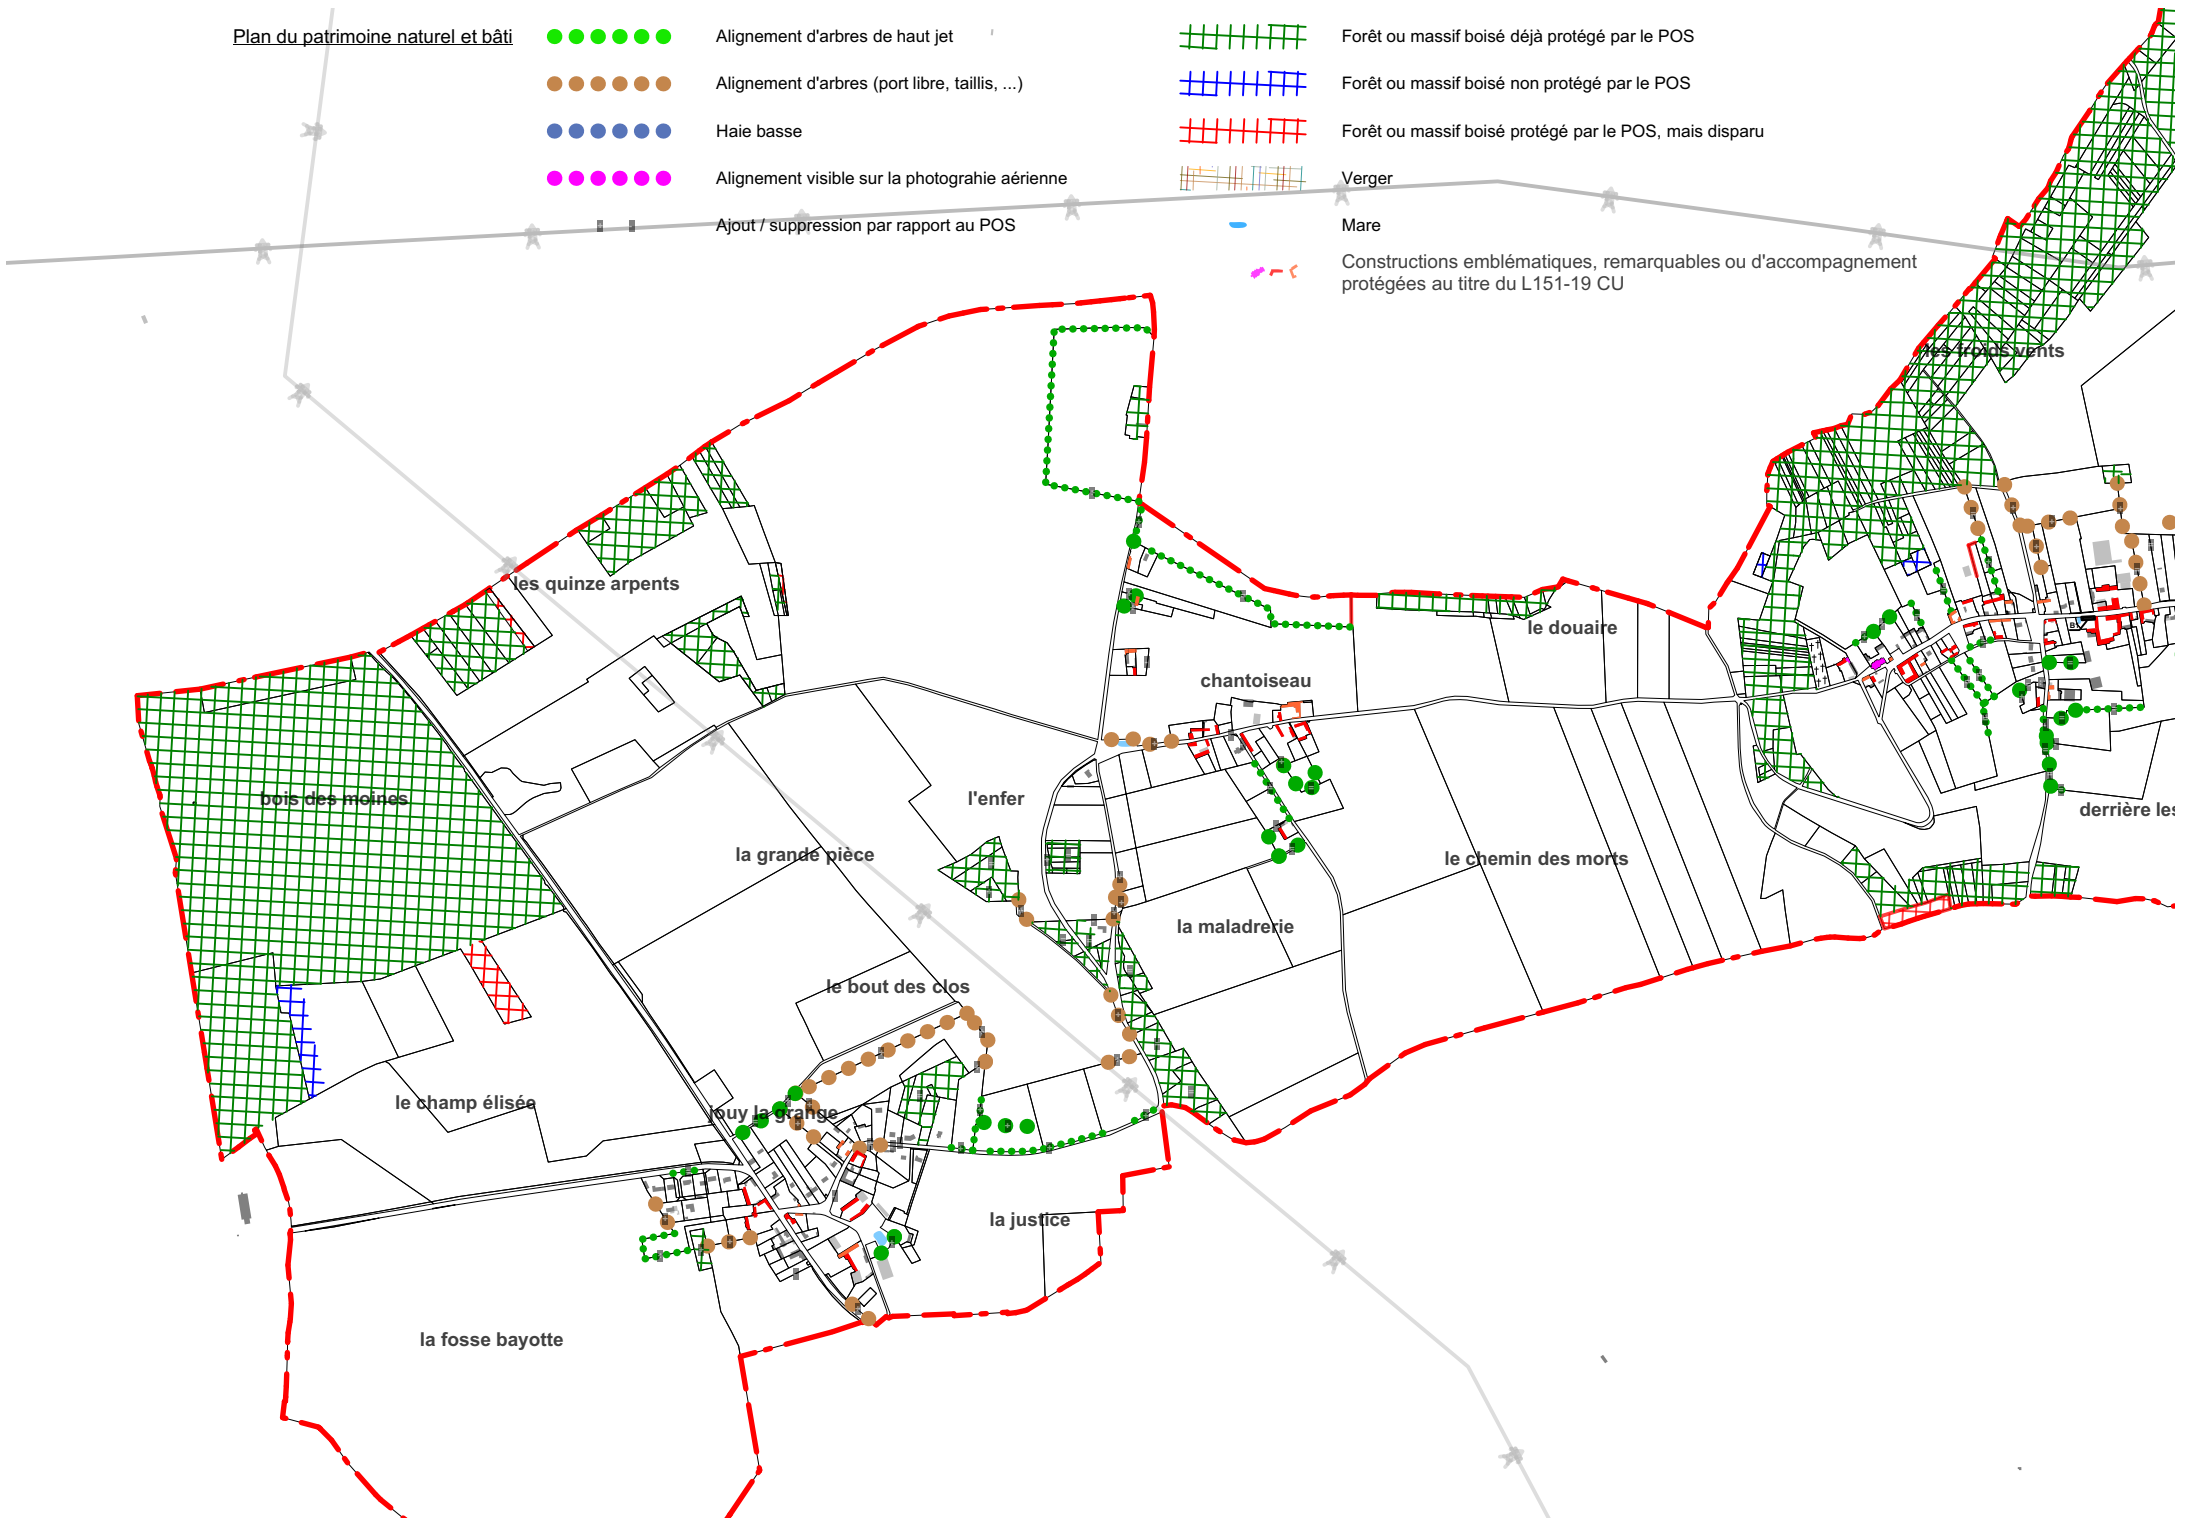 Plan du patrimoine naturel et bâti
Alignement d'arbres de haut jet
Alignement d'arbres (port libre, taillis, ...)
Haie basse
Alignement visible sur la photograhie aérienne
Ajout / suppression par rapport au POS
Forêt ou massif boisé déjà protégé par le POS
Forêt ou massif boisé non protégé par le POS
Forêt ou massif boisé protégé par le POS, mais disparu
Verger
Mare
Constructions emblématiques, remarquables ou d'accompagnement
protégées au titre du L151-19 CU
les froids vents
les quinze arpents
le douaire
chantoiseau
bois des moines
l'enfer
derrière les
la grande pièce
le chemin des morts
la maladrerie
le bout des clos
le champ élisée
jouy la grange
la justice
la fosse bayotte